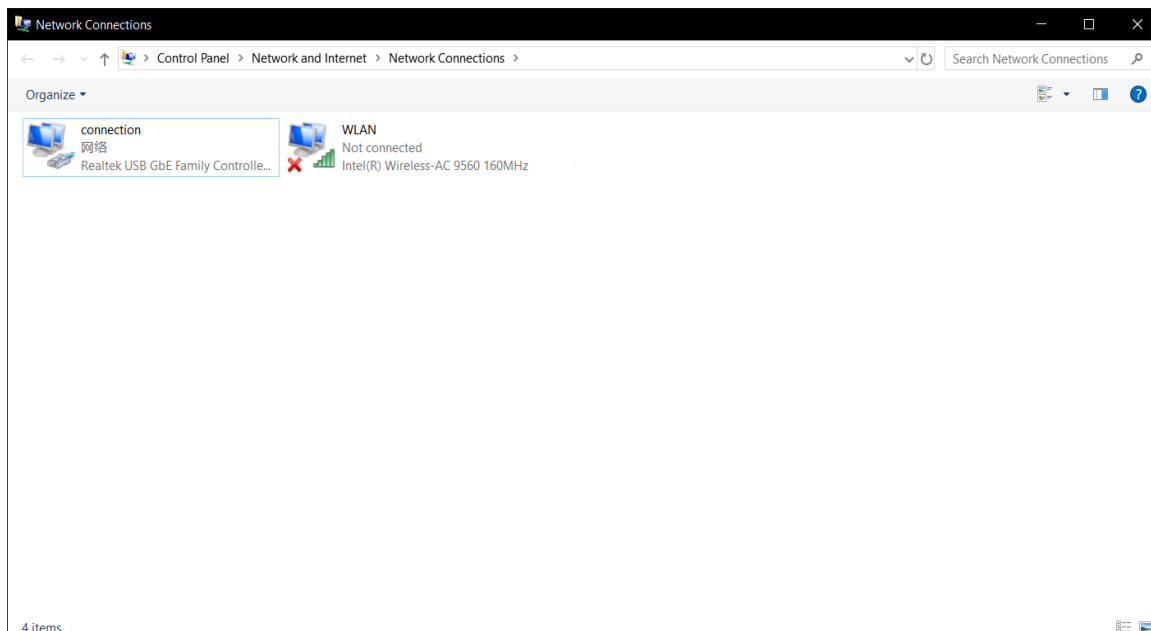 Network Connections
Control Panel > Network and Internet > Network Connections >
Search Network Connections
Organize
connection
网络
Realtek USB GbE Family Controlle...
WLAN
Not connected
Intel(R) Wireless-AC 9560 160MHz
4 items